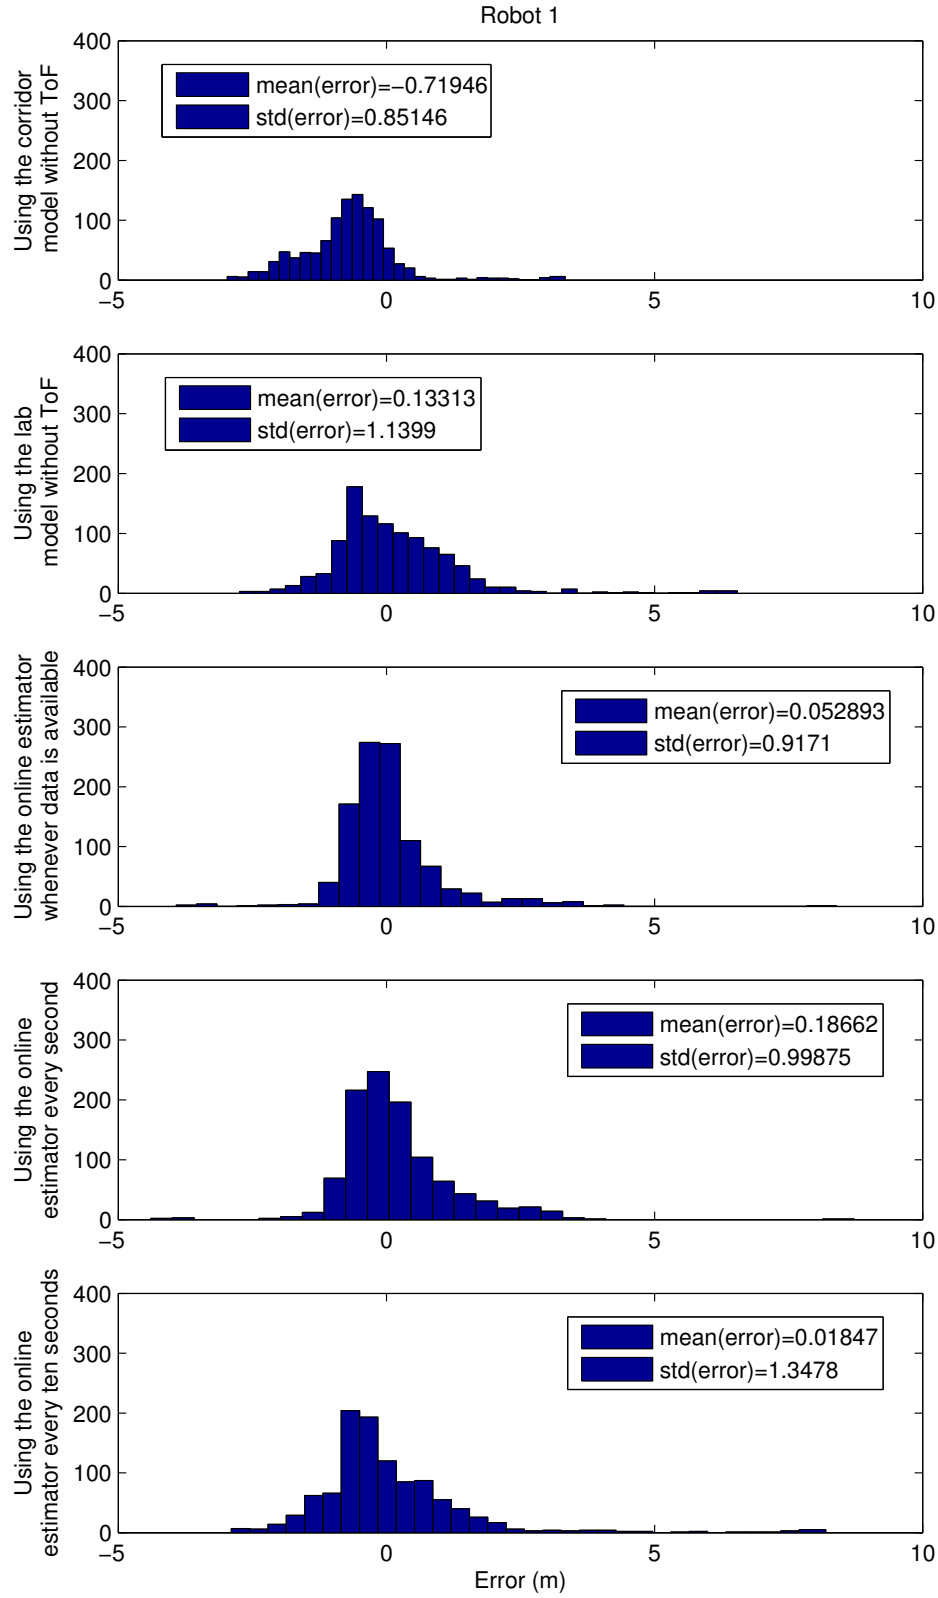 Robot 1
Using the corridor
model without ToF
400
300
200
100
0
mean(error)=−0.71946
std(error)=0.85146
−5
0
5
10
Using the lab
model without ToF
400
300
200
100
0
mean(error)=0.13313
std(error)=1.1399
−5
0
5
10
Using the online estimator
whenever data is available
400
300
200
100
0
mean(error)=0.052893
std(error)=0.9171
−5
0
5
10
Using the online
estimator every second
400
300
200
100
0
mean(error)=0.18662
std(error)=0.99875
−5
0
5
10
Using the online
estimator every ten seconds
400
300
200
100
0
mean(error)=0.01847
std(error)=1.3478
−5
0
5
10
Error (m)